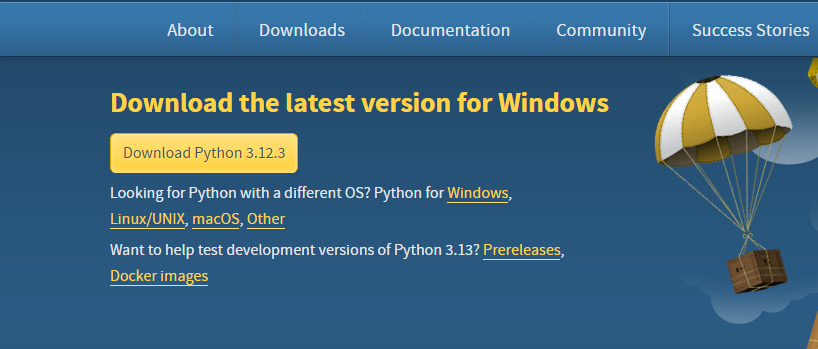 About Downloads Documentation Community Success Stories
Download the latest version for Windows
Download Python 3.12.3
Looking for Python with a different OS? Python for Windows,
Linux/UNIX, macOS, Other
Want to help test development versions of Python 3.13? Prereleases,
Docker images